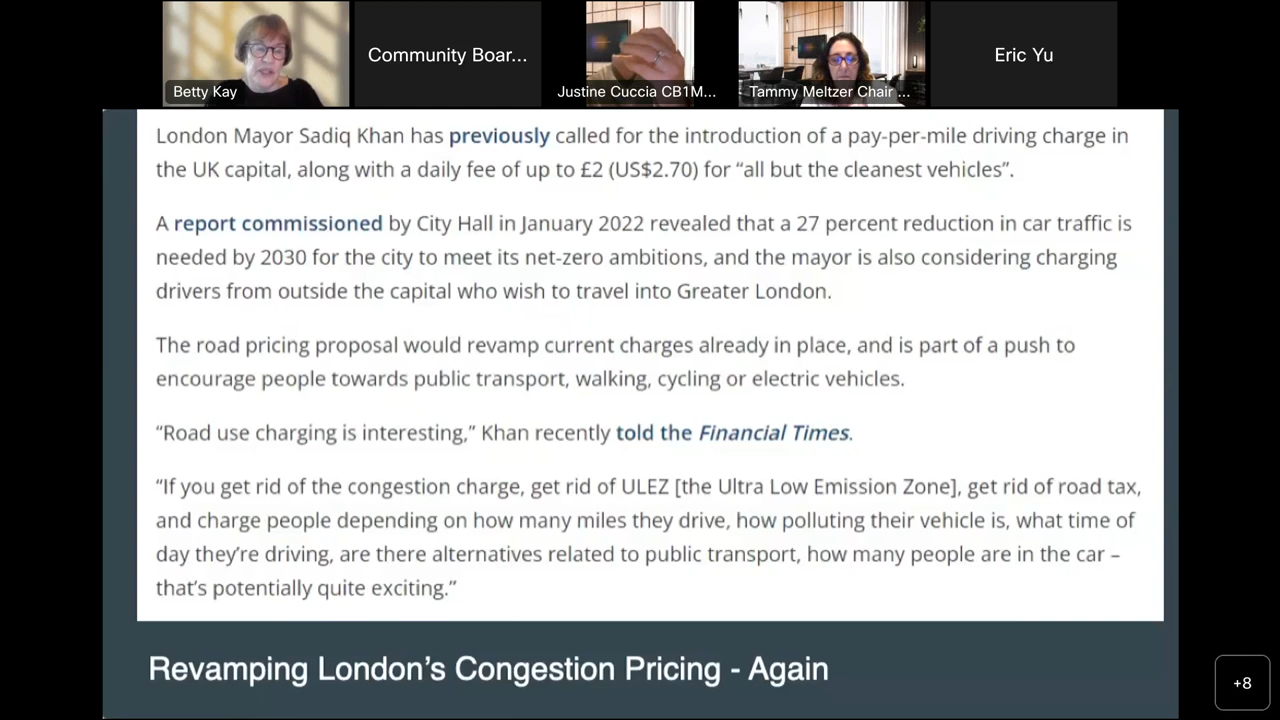 Betty Kay
Community Boar...
Justine Cuccia CB1M...
Tammy Meltzer Chair ...
Eric Yu
London Mayor Sadiq Khan has previously called for the introduction of a pay-per-mile driving charge in
the UK capital, along with a daily fee of up to £2 (US$2.70) for “all but the cleanest vehicles”.
A report commissioned by City Hall in January 2022 revealed that a 27 percent reduction in car traffic is
needed by 2030 for the city to meet its net-zero ambitions, and the mayor is also considering charging
drivers from outside the capital who wish to travel into Greater London.
The road pricing proposal would revamp current charges already in place, and is part of a push to
encourage people towards public transport, walking, cycling or electric vehicles.
“Road use charging is interesting,” Khan recently told the Financial Times.
“If you get rid of the congestion charge, get rid of ULEZ [the Ultra Low Emission Zone], get rid of road tax,
and charge people depending on how many miles they drive, how polluting their vehicle is, what time of
day they’re driving, are there alternatives related to public transport, how many people are in the car –
that’s potentially quite exciting.”
Revamping London’s Congestion Pricing - Again
+8